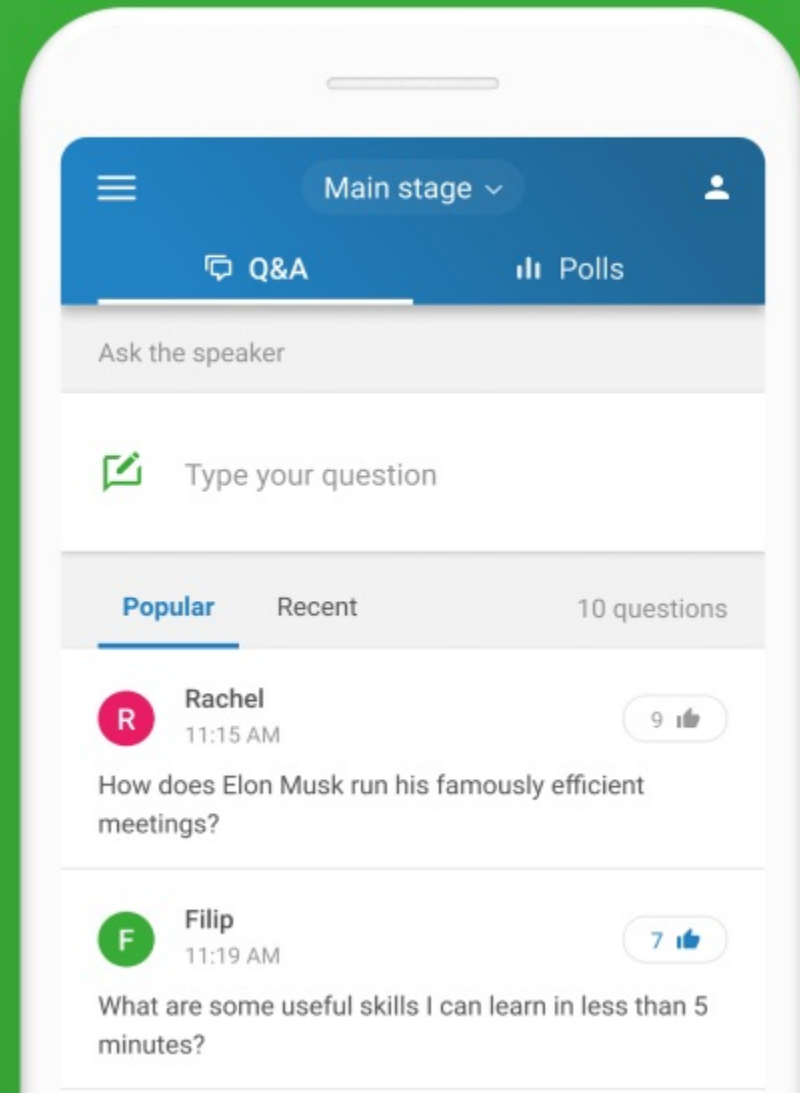 Main stage
Q&A Polls
Ask the speaker
Type your question
Popular Recent 10 questions
R Rachel 9
11:15 AM
How does Elon Musk run his famously efficient
meetings?
F Filip 7
11:19 AM
What are some useful skills I can learn in less than 5
minutes?